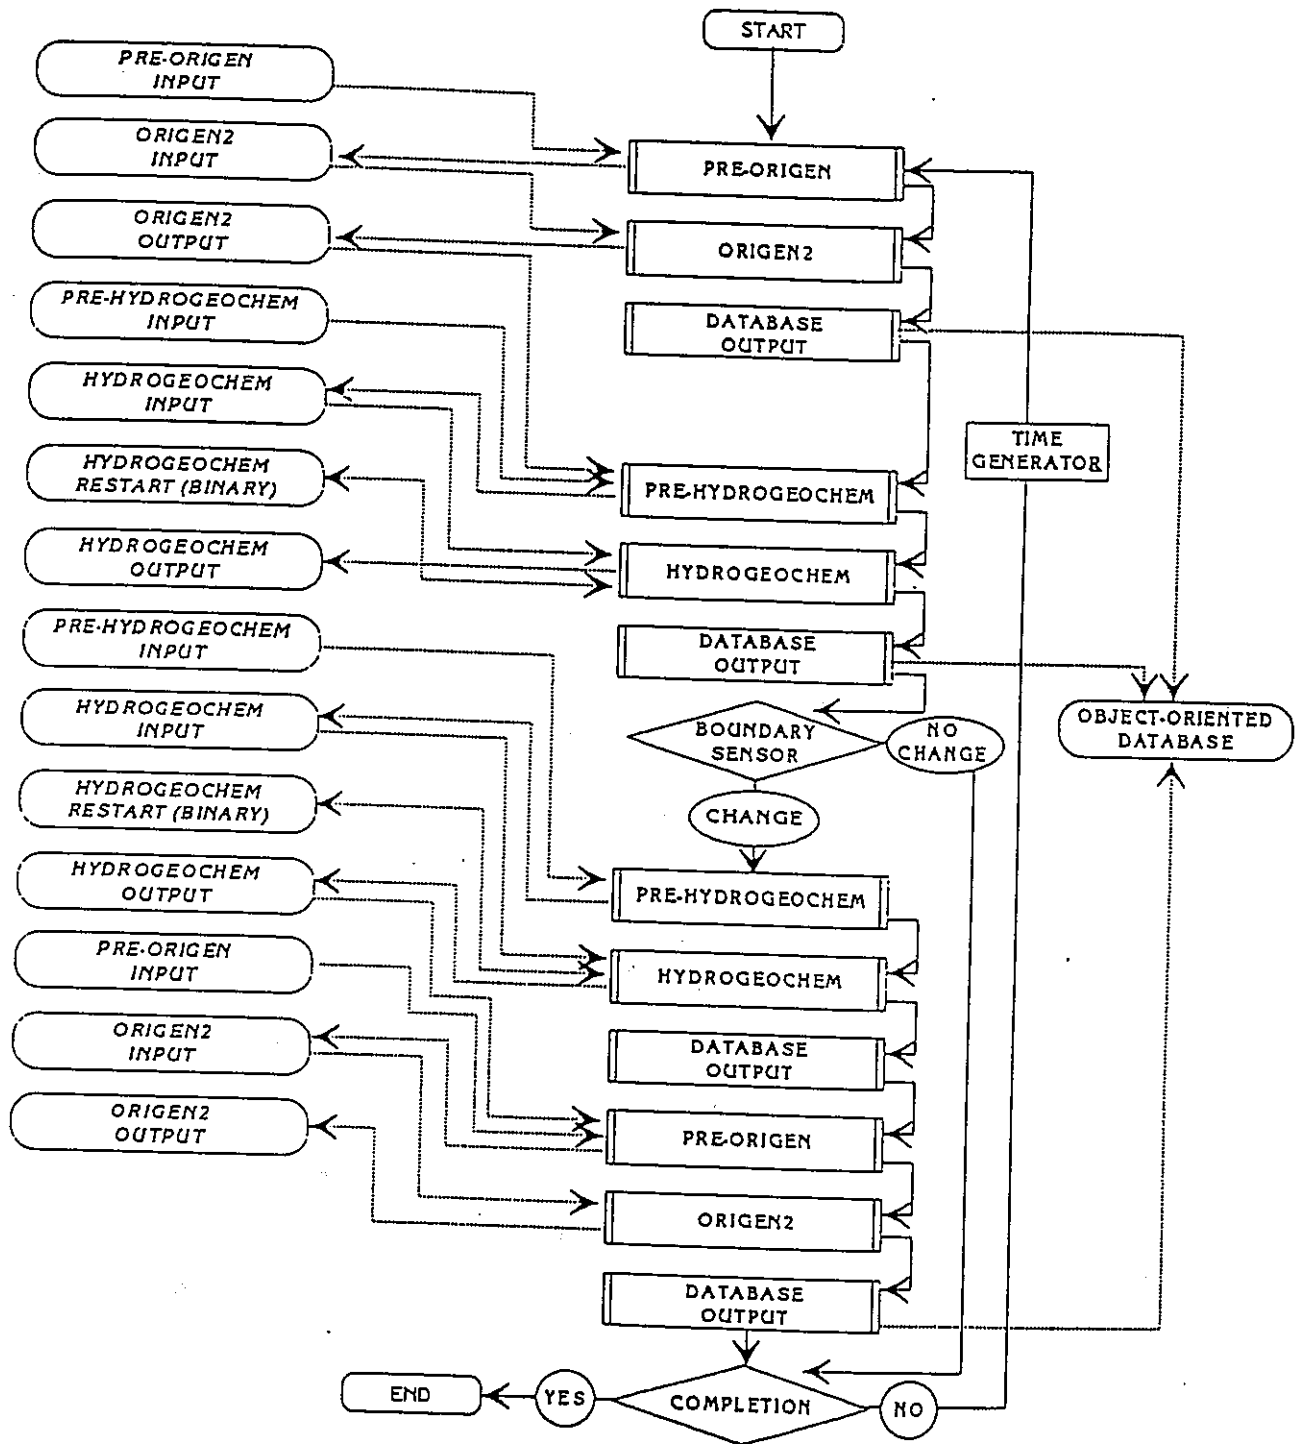 START
PRE-ORIGEN
INPUT
ORIGEN2
INPUT
PRE-ORIGEN
ORIGEN2
OUTPUT
ORIGEN2
PRE-HYDROGEOCHEM
INPUT
DATABASE
OUTPUT
HYDROGEOCHEM
INPUT
TIME
GENERATOR
HYDROGEOCHEM
RESTART (BINARY)
PRE-HYDROGEOCHEM
HYDROGEOCHEM
OUTPUT
HYDROGEOCHEM
PRE-HYDROGEOCHEM
INPUT
DATABASE
OUTPUT
HYDROGEOCHEM
INPUT
BOUNDARY
SENSOR
NO
CHANGE
OBJECT-ORIENTED
DATABASE
HYDROGEOCHEM
RESTART (BINARY)
CHANGE
HYDROGEOCHEM
OUTPUT
PRE-HYDROGEOCHEM
PRE-ORIGEN
INPUT
HYDROGEOCHEM
ORIGEN2
INPUT
DATABASE
OUTPUT
ORIGEN2
OUTPUT
PRE-ORIGEN
ORIGEN2
DATABASE
OUTPUT
END
YES
COMPLETION
NO